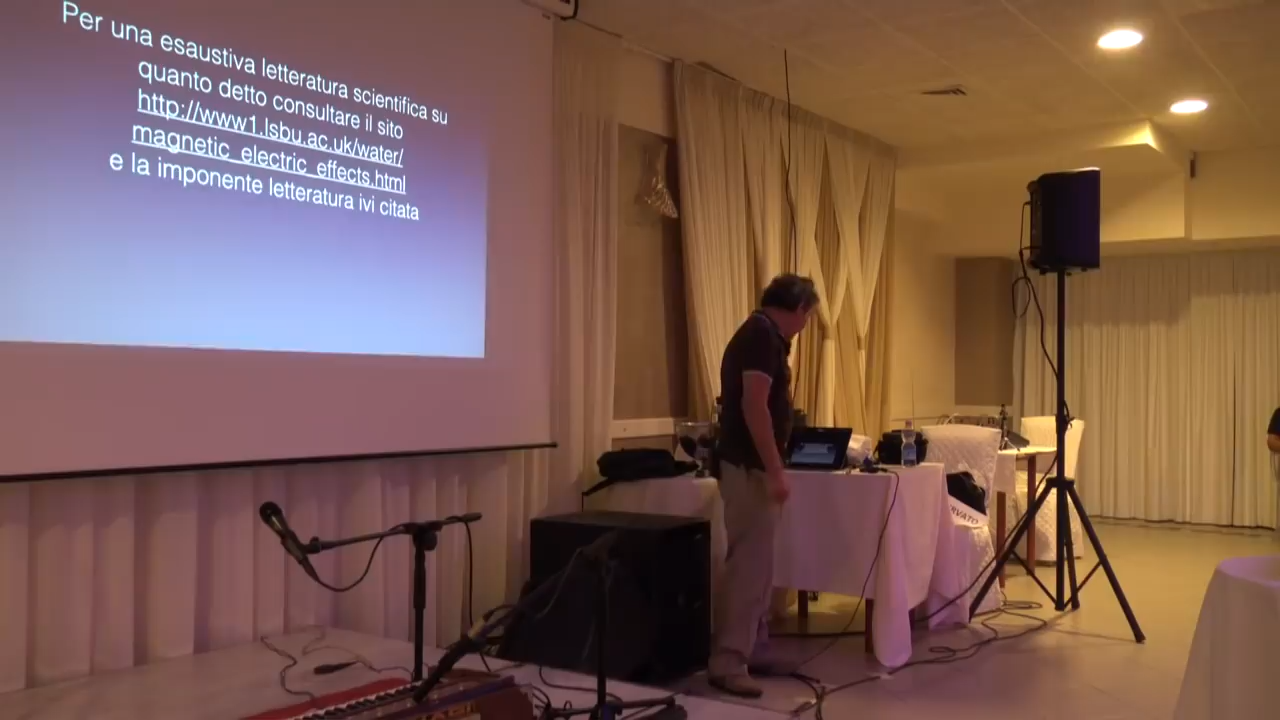 Per una esaustiva letteratura scientifica su
quanto detto consultare il sito
http://www1.lsbu.ac.uk/water/
magnetic_electric_effects.html
e la imponente letteratura ivi citata
RVATO